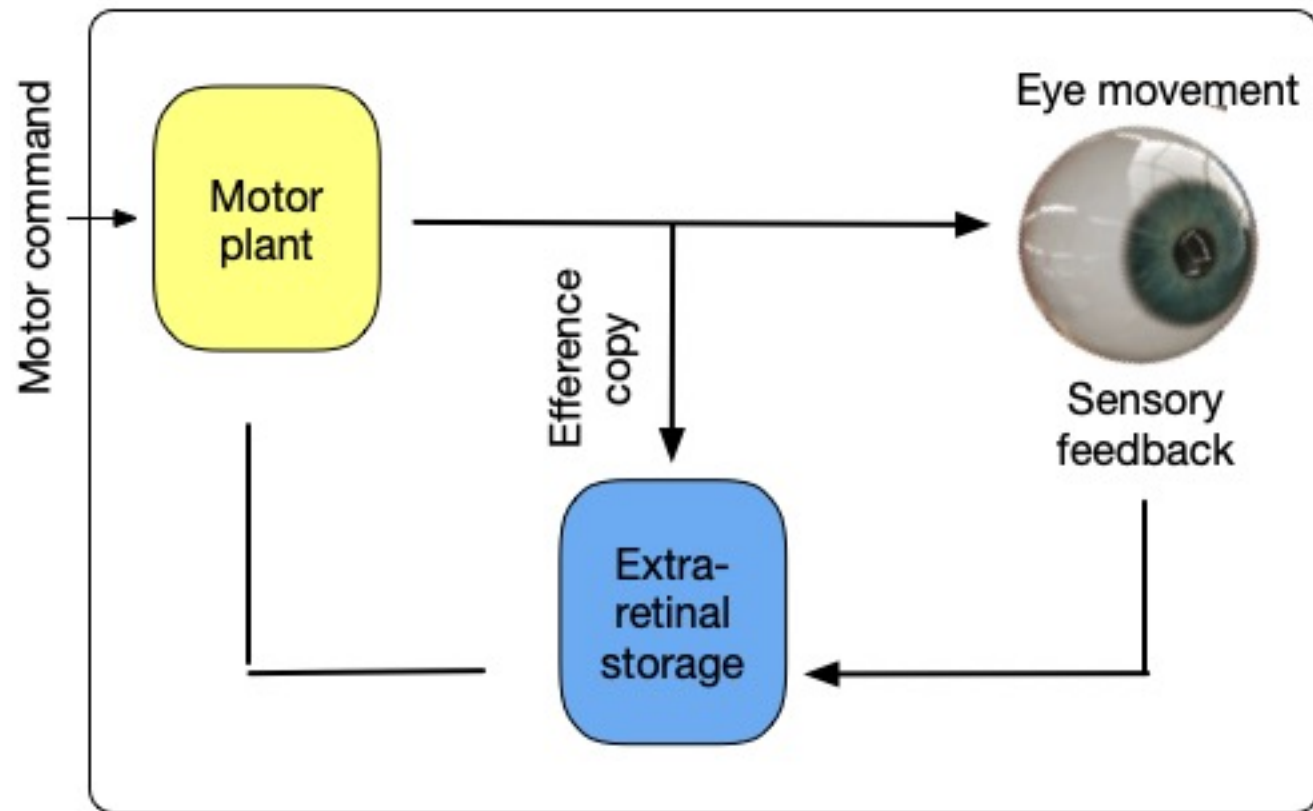 Motor command
Motor
plant
Eye movement
Efference
copy
Sensory
feedback
Extra-
retinal
storage